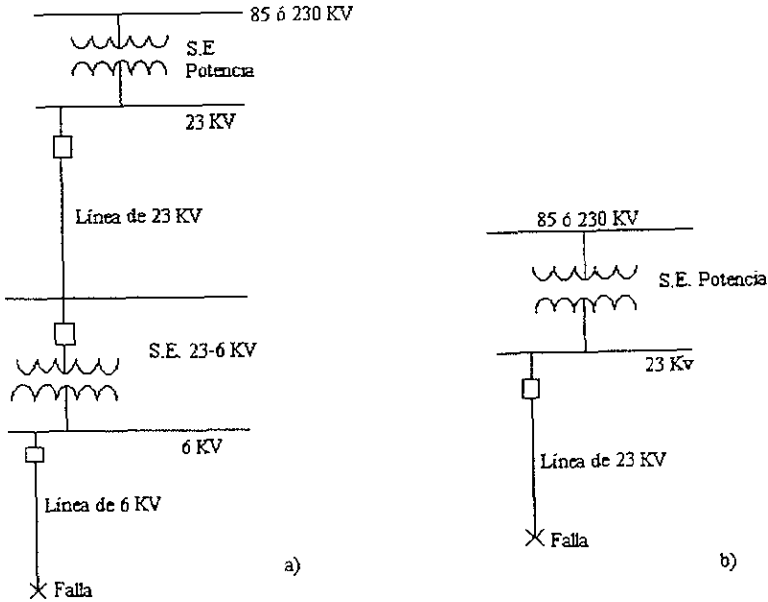 85 ó 230 KV
S.E
Potencia
23 KV
Línea de 23 KV
S.E. 23-6 KV
6 KV
Línea de 6 KV
Falla
a)
85 ó 230 KV
S.E. Potencia
23 Kv
Línea de 23 KV
Falla
b)